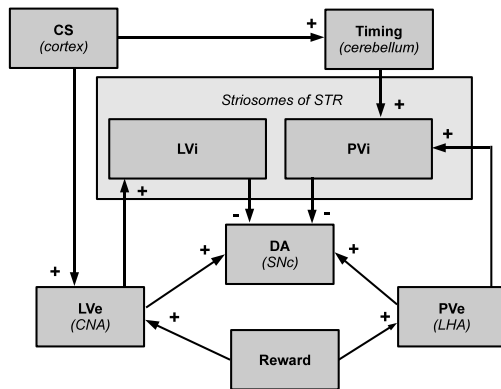 CS
(cortex)
+
Timing
(cerebellum)
Striosomes of STR
+
LVi
PVi
+
+
-
-
+
DA
(SNc)
+
+
LVe
(CNA)
+
Reward
+
PVe
(LHA)